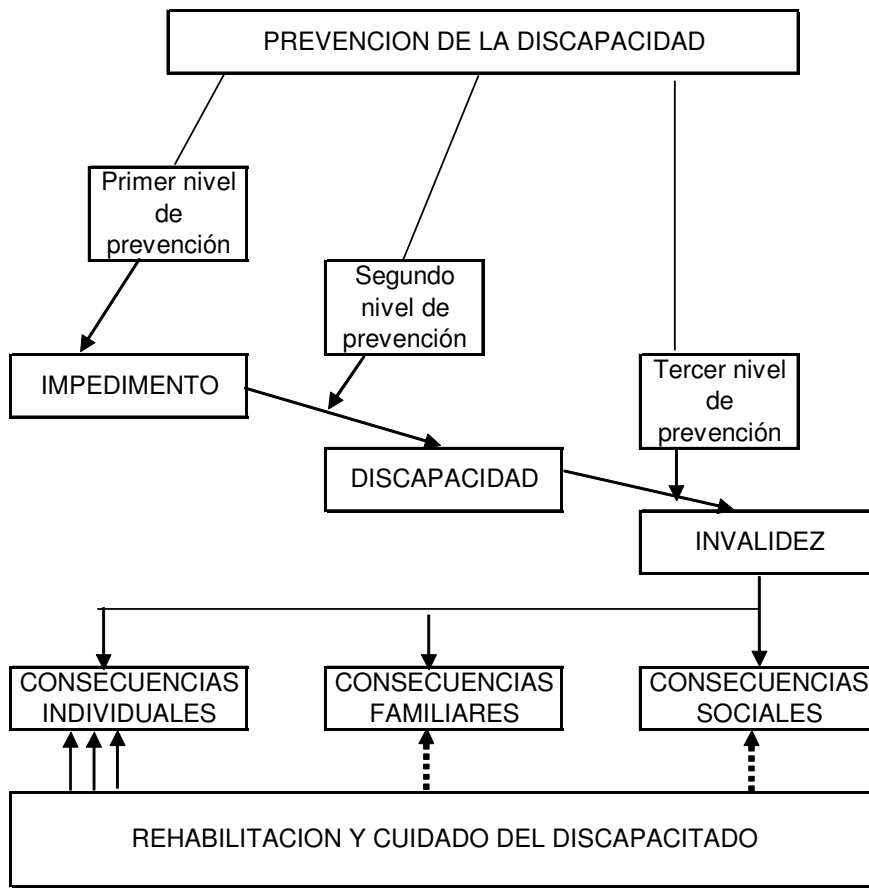 PREVENCION DE LA DISCAPACIDAD
Primer nivel
de
prevención
Segundo
nivel de
prevención
IMPEDIMENTO
Tercer nivel
de
prevención
DISCAPACIDAD
INVALIDEZ
CONSECUENCIAS
INDIVIDUALES
CONSECUENCIAS
FAMILIARES
CONSECUENCIAS
SOCIALES
REHABILITACION Y CUIDADO DEL DISCAPACITADO